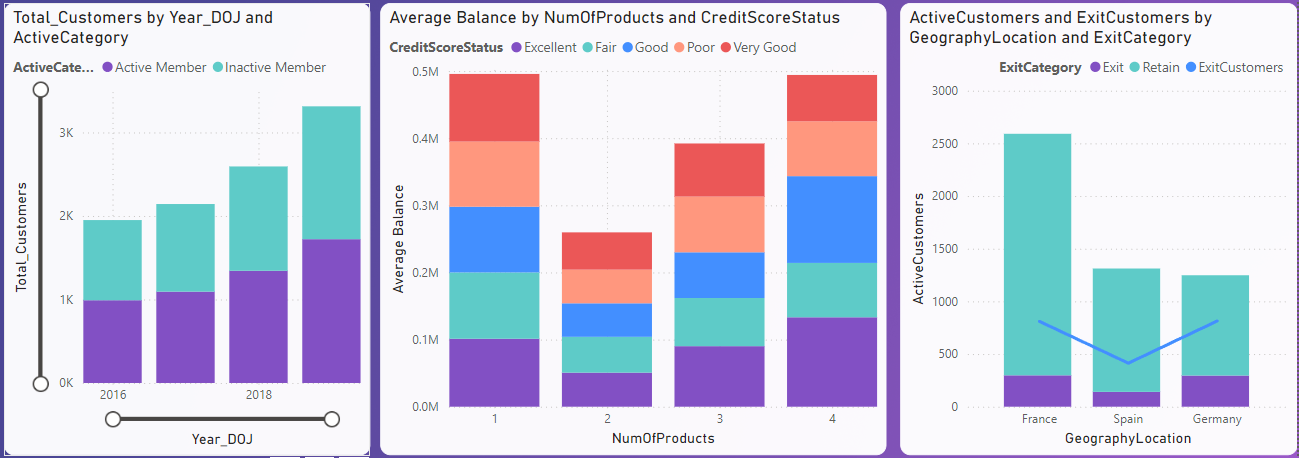 Total_Customers by Year_DOJ and
ActiveCategory
ActiveCate... Active Member Inactive Member
Total_Customers
3K
2K
1K
0K
2016 2018
Year_DOJ
Average Balance by NumOfProducts and CreditScoreStatus
CreditScoreStatus Excellent Fair Good Poor Very Good
Average Balance
0.5M
0.4M
0.3M
0.2M
0.1M
0.0M
1 2 3 4
NumOfProducts
ActiveCustomers and ExitCustomers by
GeographyLocation and ExitCategory
ExitCategory Exit Retain ExitCustomers
ActiveCustomers
3000
2500
2000
1500
1000
500
0
France Spain Germany
GeographyLocation